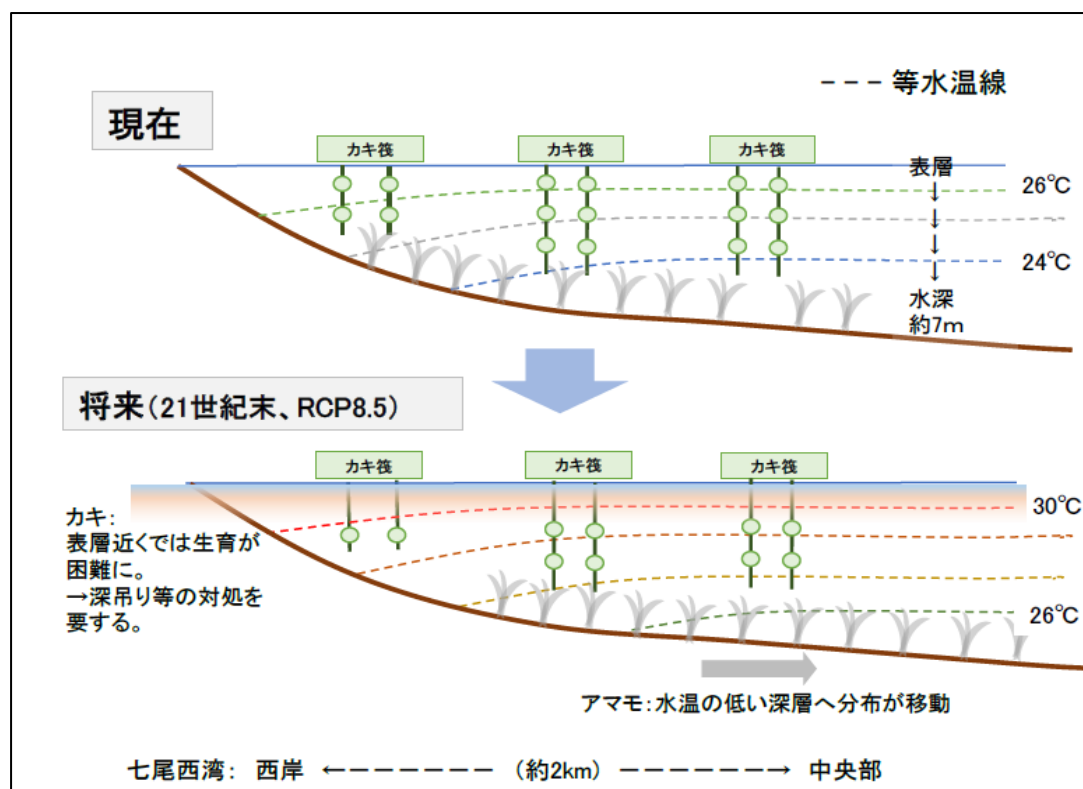 --- 等水温線
現在
カキ筏
カキ筏
カキ筏
表層
↓
↓
↓
↓
水深
約7m
26℃
24℃
将来(21世紀末、RCP8.5)
カキ筏
カキ筏
カキ筏
カキ:
表層近くでは生育が
困難に。
→深吊り等の対処を
要する。
30℃
26℃
アマモ:水温の低い深層へ分布が移動
七尾西湾: 西岸 ←------- (約2km) -------→ 中央部